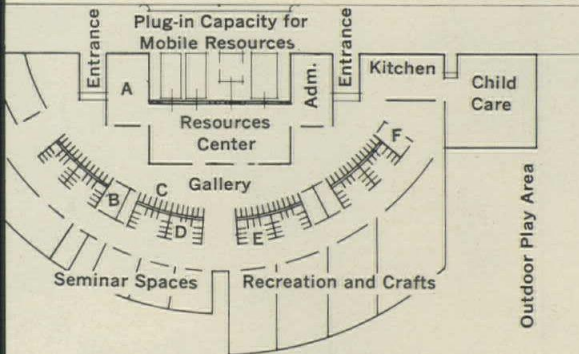 Plug-in Capacity for
Mobile Resources
Entrance
A
Adm.
Entrance
Kitchen
Child
Care
Resources
Center
F
Gallery
C
B
D
E
Seminar Spaces
Recreation and Crafts
Outdoor Play Area